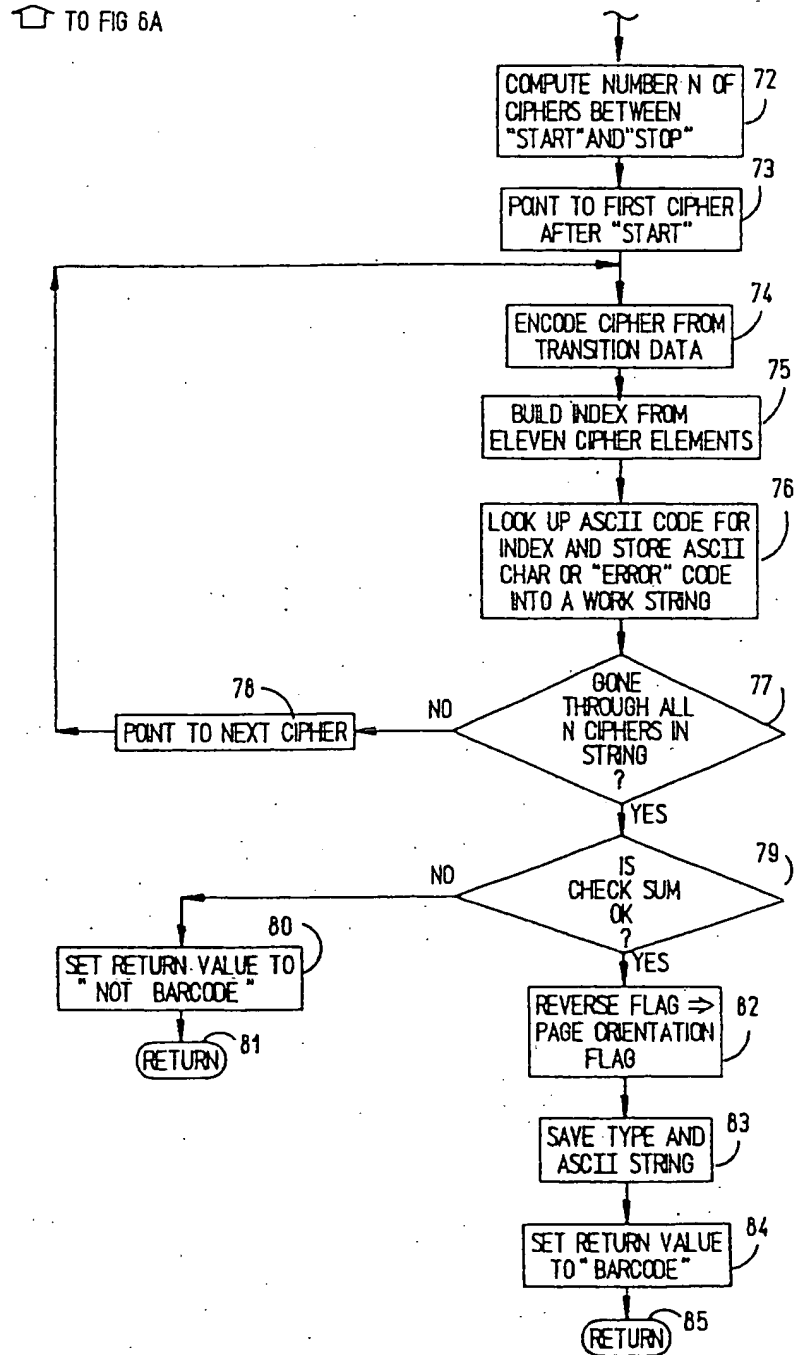 TO FIG 6A
COMPUTE NUMBER N OF
CIPHERS BETWEEN
"START"AND"STOP"
72
73
POINT TO FIRST CIPHER
AFTER "START"
74
ENCODE CIPHER FROM
TRANSITION DATA
75
BUILD INDEX FROM
ELEVEN CIPHER ELEMENTS
76
LOOK UP ASCII CODE FOR
INDEX AND STORE ASCII
CHAR OR "ERROR" CODE
INTO A WORK STRING
GONE
THROUGH ALL
N CIPHERS IN
STRING
?
77
NO
78
POINT TO NEXT CIPHER
YES
IS
CHECK SUM
OK
?
79
NO
80
SET RETURN VALUE TO
"NOT BARCODE"
81
RETURN
YES
REVERSE FLAG ⇒
PAGE ORIENTATION
FLAG
82
SAVE TYPE AND
ASCII STRING
83
SET RETURN VALUE
TO "BARCODE"
84
RETURN
85